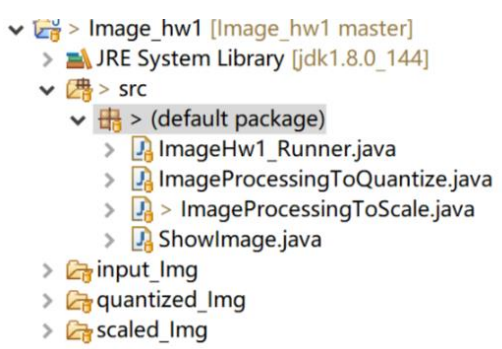 > Image_hw1 [Image_hw1 master]
JRE System Library [jdk1.8.0_144]
> src
> (default package)
ImageHw1_Runner.java
ImageProcessingToQuantize.java
> ImageProcessingToScale.java
ShowImage.java
input_Img
quantized_Img
scaled_Img